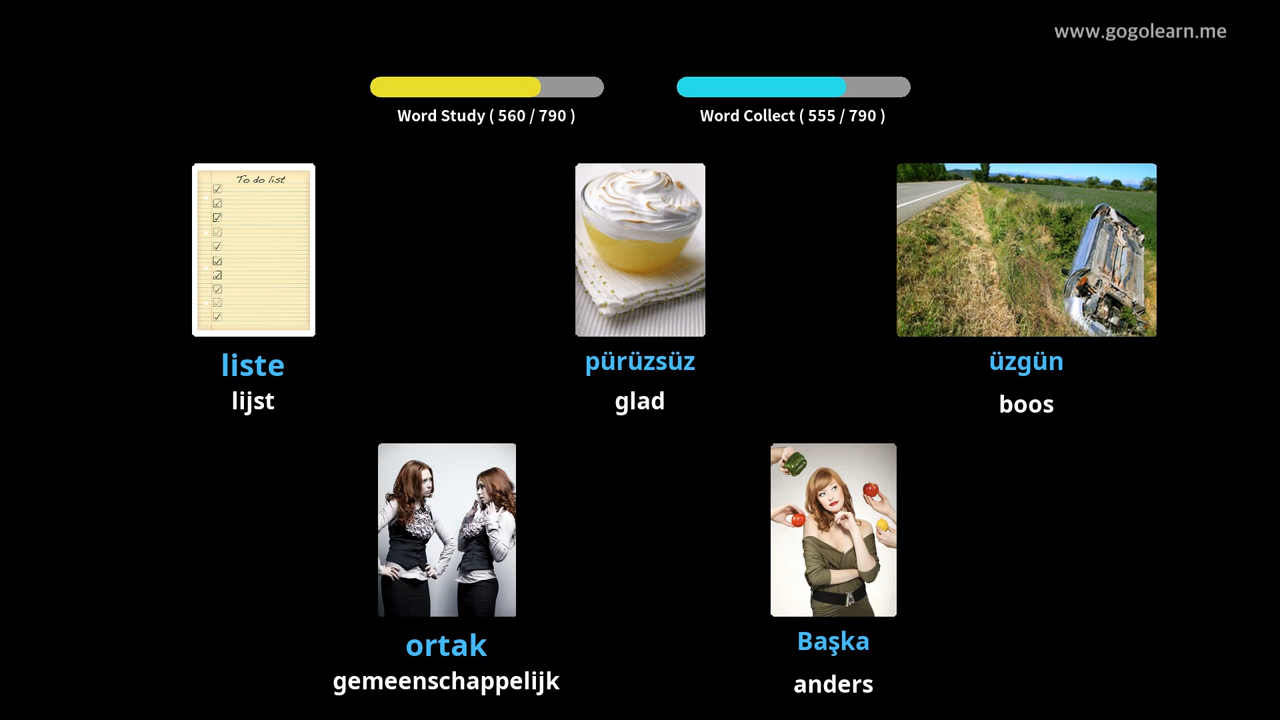 www.gogolearn.me
Word Study ( 560 / 790 )
Word Collect ( 555 / 790 )
To do list
liste
lijst
pürüzsüz
glad
üzgün
boos
ortak
gemeenschappelijk
Başka
anders